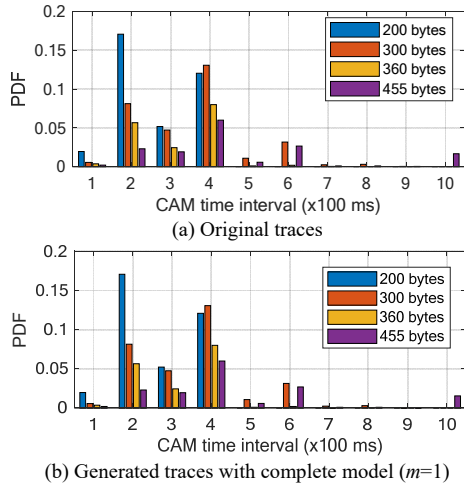 0.2
0.15
0.1
0.05
0
PDF
200 bytes
300 bytes
360 bytes
455 bytes
1 2 3 4 5 6 7 8 9 10
CAM time interval (x100 ms)
(a) Original traces
0.2
0.15
0.1
0.05
0
PDF
200 bytes
300 bytes
360 bytes
455 bytes
1 2 3 4 5 6 7 8 9 10
CAM time interval (x100 ms)
(b) Generated traces with complete model (m=1)